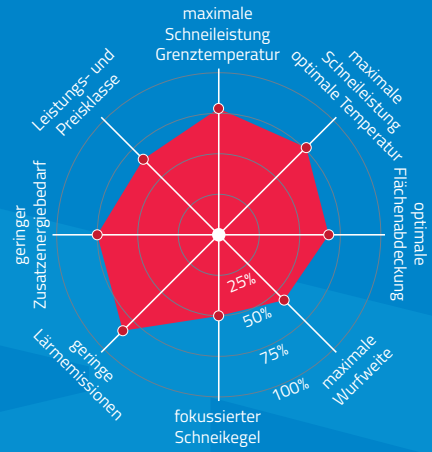 maximale
Schneileistung
Grenztemperatur
maximale
Schneileistung
optimale Temperatur
optimale
Flächenabdeckung
maximale
Wurfweite
fokussierter
Schneikegel
geringe
Lärmemissionen
geringer
Zusatzenergiebedarf
Leistungs- und
Preisklasse
25%
50%
75%
100%